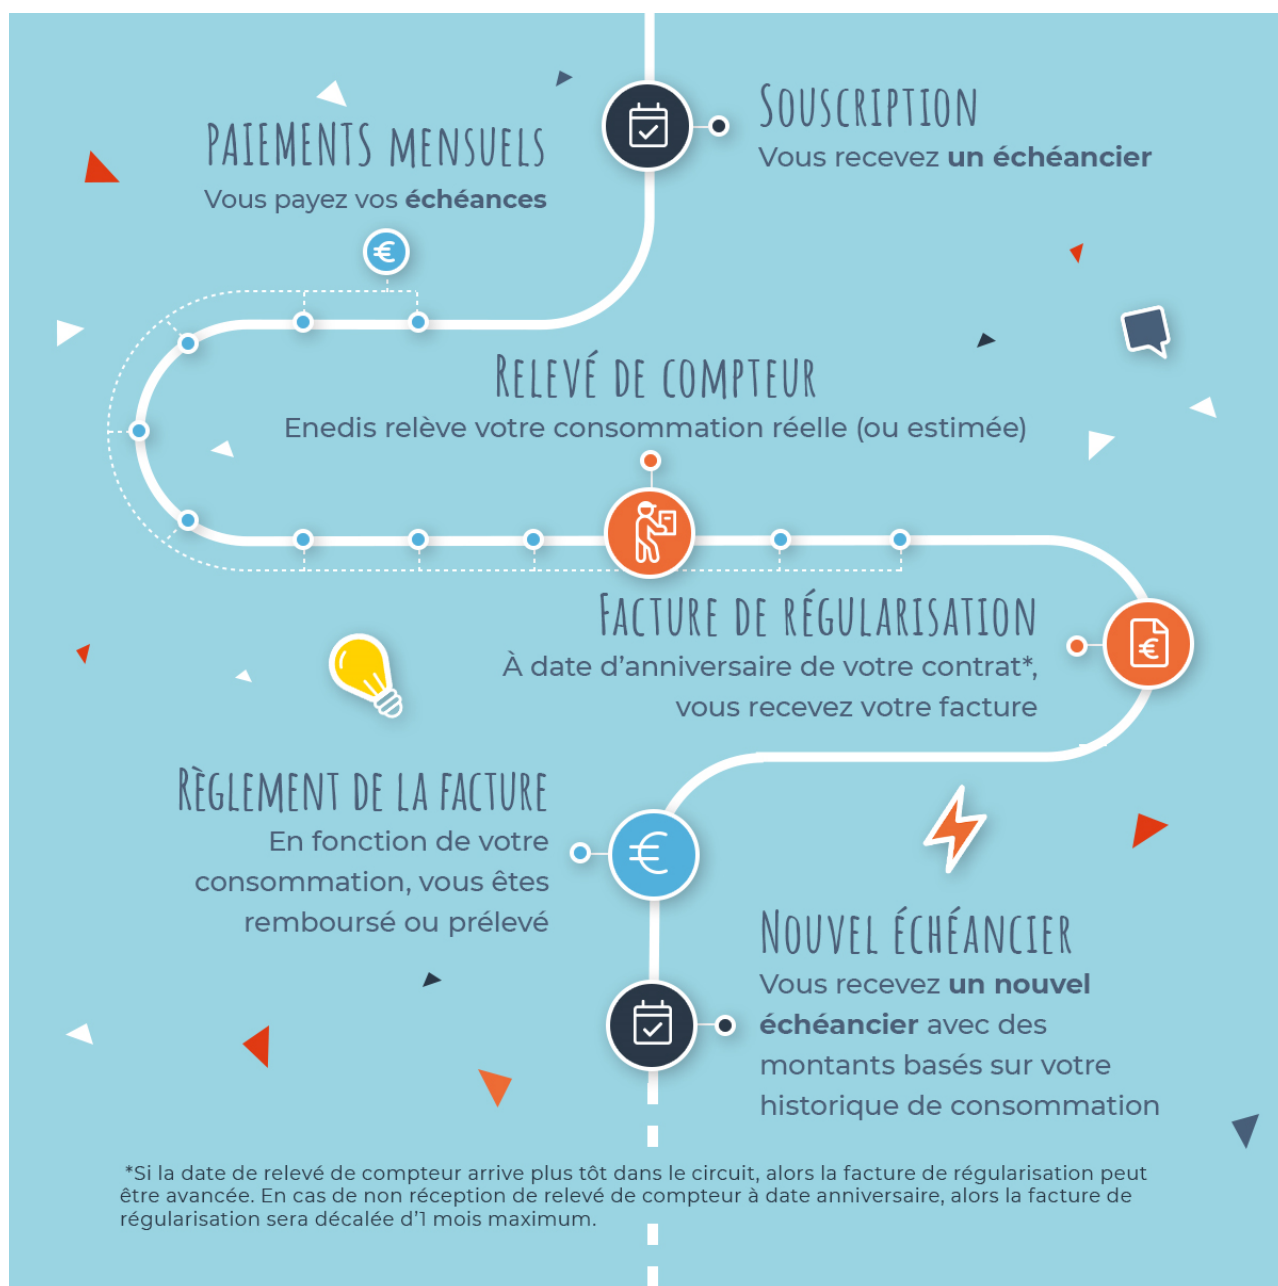 Souscription
Vous recevez un échéancier
PAIEMENTS MENSUELS
Vous payez vos échéances
€
Relevé de compteur
Enedis relève votre consommation réelle (ou estimée)
Facture de régularisation
À date d’anniversaire de votre contrat*,
vous recevez votre facture
€
Règlement de la facture
En fonction de votre
consommation, vous êtes
remboursé ou prélevé
€
Nouvel échéancier
Vous recevez un nouvel
échéancier avec des
montants basés sur votre
historique de consommation
*Si la date de relevé de compteur arrive plus tôt dans le circuit, alors la facture de régularisation peut
être avancée. En cas de non réception de relevé de compteur à date anniversaire, alors la facture de
régularisation sera décalée d’1 mois maximum.